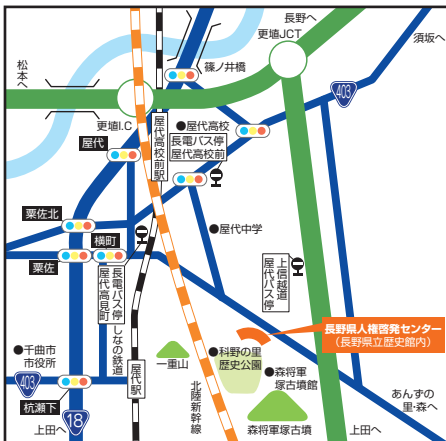 長野へ
更埴JCT
須坂へ
松本へ
篠ノ井橋
403
更埴I.C
屋代高校前駅
屋代高校
長電バス停
屋代高校前
屋代
粟佐北
屋代中学
横町
粟佐
長電バス停
屋代高見町
しなの鉄道
上信越道
屋代バス停
長野県人権啓発センター
（長野県立歴史館内）
千曲市
市役所
一重山
科野の里
歴史公園
森将軍
塚古墳館
屋代駅
403
杭瀬下
北陸新幹線
あんずの
里・森へ
18
上田へ
森将軍塚古墳
上田へ